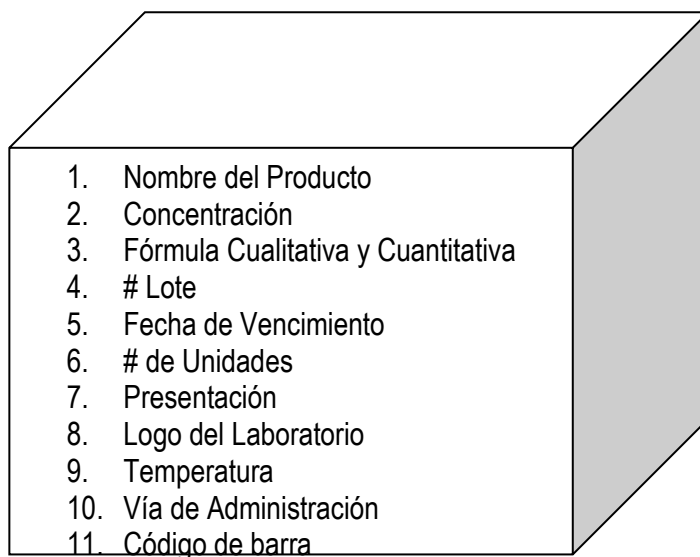 1. Nombre del Producto
2. Concentración
3. Fórmula Cualitativa y Cuantitativa
4. # Lote
5. Fecha de Vencimiento
6. # de Unidades
7. Presentación
8. Logo del Laboratorio
9. Temperatura
10. Vía de Administración
11. Código de barra